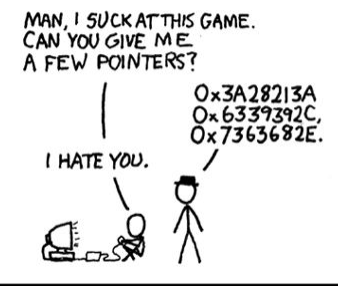 MAN, I SUCK AT THIS GAME.
CAN YOU GIVE ME
A FEW POINTERS?
0x3A28213A
0x6339392C,
0x7363682E.
I HATE YOU.